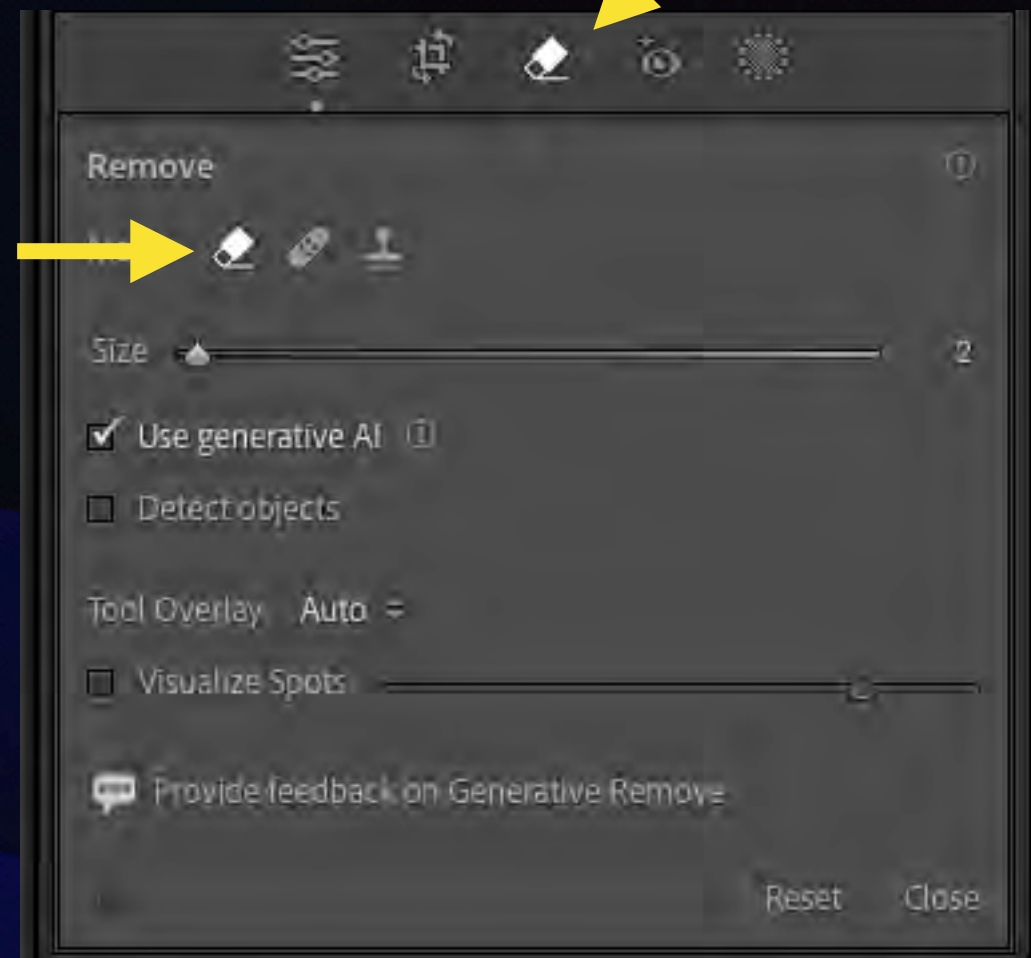 Remove
Size 2
Use generative AI
Detect objects
Tool Overlay Auto
Visualize Spots
Provide feedback on Generative Remove
Reset Close